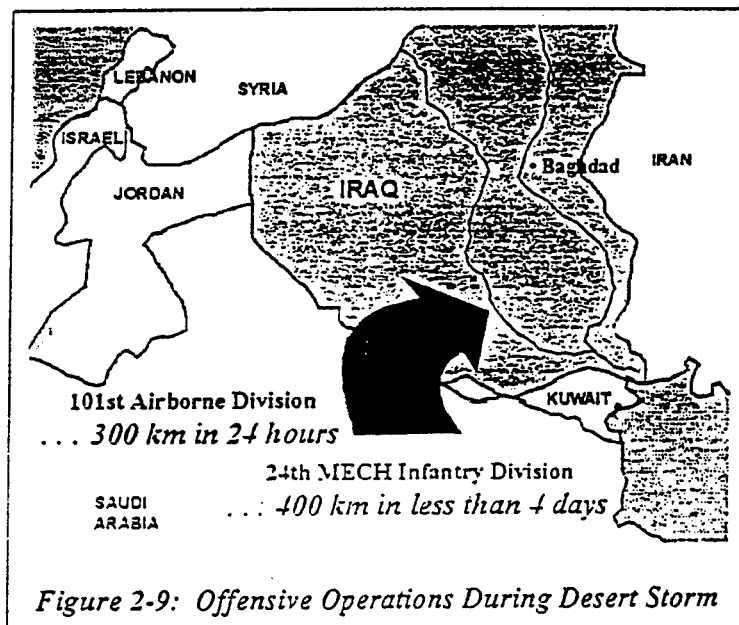 LEBANON
SYRIA
ISRAEL
JORDAN
IRAQ
• Baghdad
IRAN
101st Airborne Division
... 300 km in 24 hours
KUWAIT
24th MECH Infantry Division
... 400 km in less than 4 days
SAUDI
ARABIA
Figure 2-9: Offensive Operations During Desert Storm